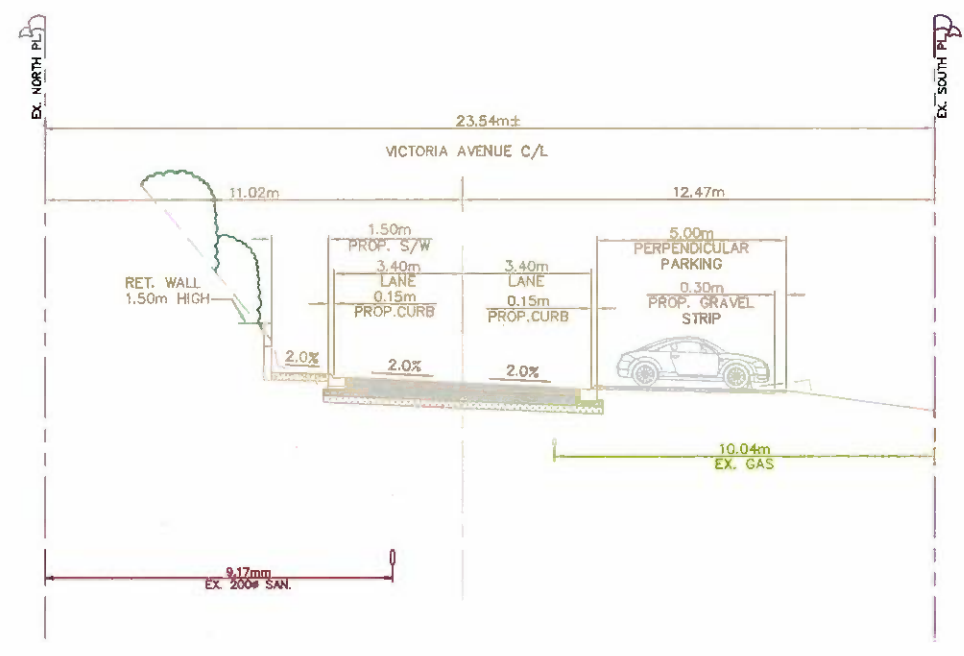 EX. NORTH PL
EX. SOUTH PL
23.54m±
VICTORIA AVENUE C/L
11.02m
12.47m
1.50m
PROP. S/W
5.00m
PERPENDICULAR
PARKING
3.40m
LANE
3.40m
LANE
RET. WALL
1.50m HIGH
0.15m
PROP.CURB
0.15m
PROP.CURB
0.30m
PROP. GRAVEL
STRIP
2.0%
2.0%
2.0%
10.04m
EX. GAS
9.17mm
EX. 200ø SAN.